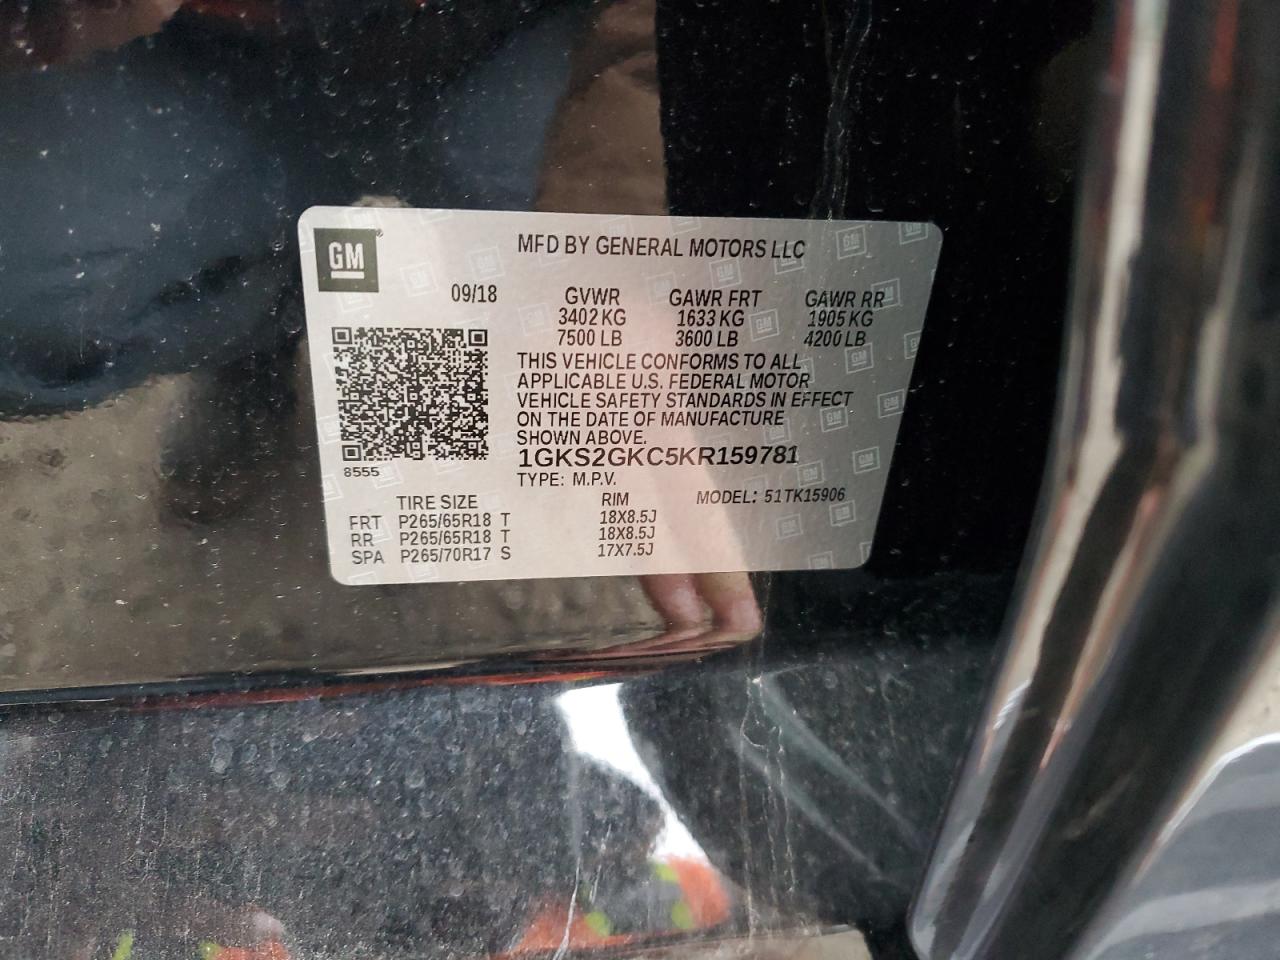 GM
MFD BY GENERAL MOTORS LLC
09/18 GVWR GAWR FRT GAWR RR
3402 KG 1633 KG 1905 KG
7500 LB 3600 LB 4200 LB
THIS VEHICLE CONFORMS TO ALL
APPLICABLE U.S. FEDERAL MOTOR
VEHICLE SAFETY STANDARDS IN EFFECT
ON THE DATE OF MANUFACTURE
SHOWN ABOVE.
1GKS2GKC5KR159781
8555
TYPE: M.P.V.
TIRE SIZE RIM MODEL: 51TK15906
FRT P265/65R18 T 18X8.5J
RR P265/65R18 T 18X8.5J
SPA P265/70R17 S 17X7.5J